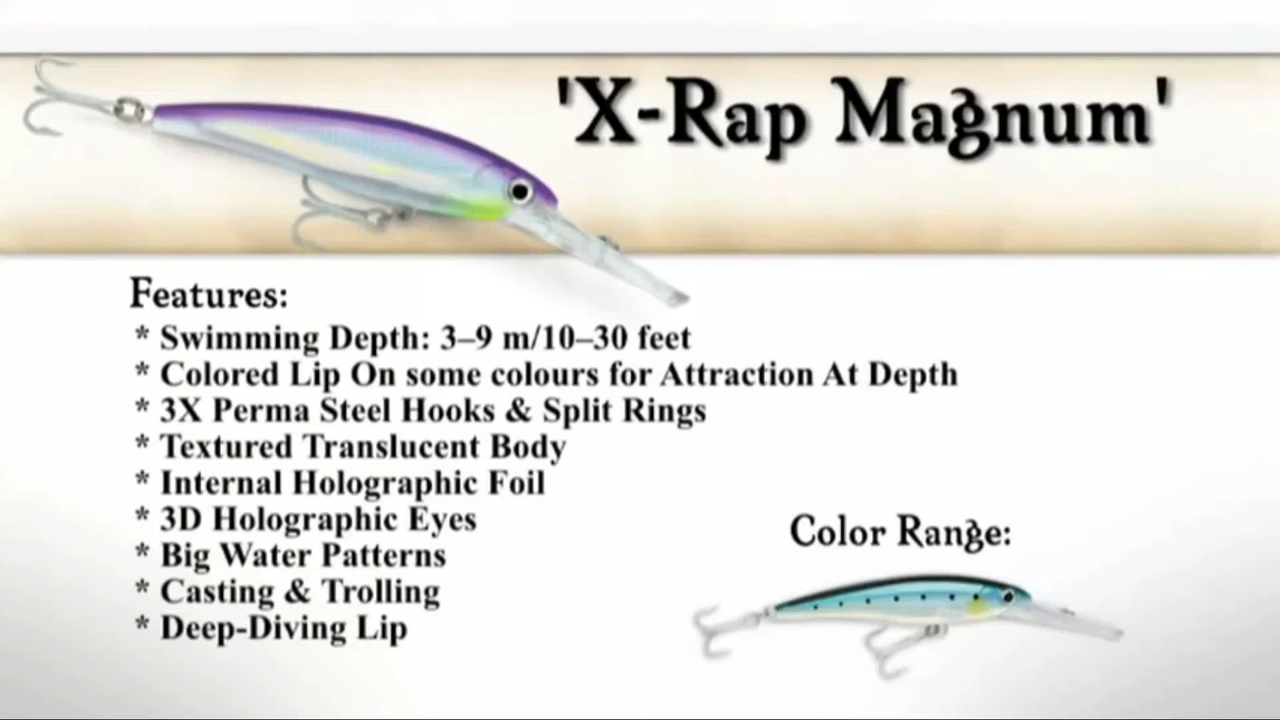 'X-Rap Magnum'
Features:
* Swimming Depth: 3–9 m/10–30 feet
* Colored Lip On some colours for Attraction At Depth
* 3X Perma Steel Hooks & Split Rings
* Textured Translucent Body
* Internal Holographic Foil
* 3D Holographic Eyes
* Big Water Patterns
* Casting & Trolling
* Deep-Diving Lip
Color Range: